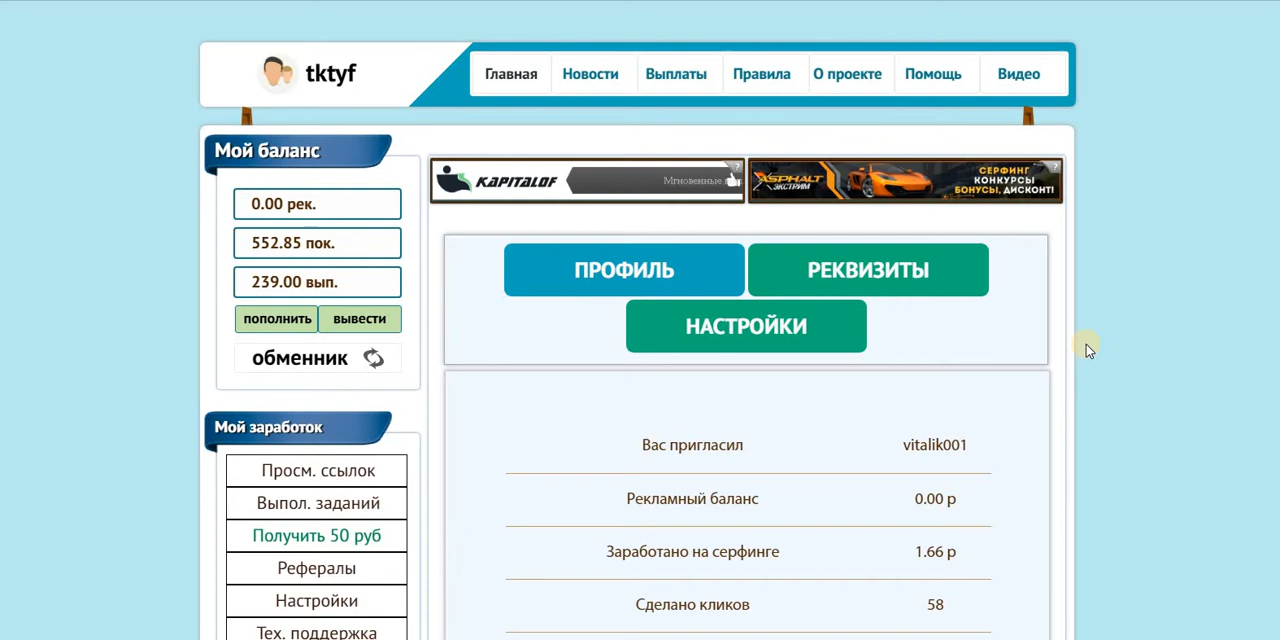 tktyf
Главная Новости Выплаты Правила О проекте Помощь Видео
Мой баланс
0.00 рек.
552.85 пок.
239.00 вып.
пополнить вывести
обменник
Мой заработок
Просм. ссылок
Выпол. заданий
Получить 50 руб
Рефералы
Настройки
Тех. поддержка
KAPITALOF Мгновенные
?
ASPHALT
ЭКСТРИМ
СЕРФИНГ
КОНКУРСЫ
БОНУСЫ, ДИСКОНТ!
?
ПРОФИЛЬ РЕКВИЗИТЫ
НАСТРОЙКИ
Вас пригласил vitalik001
Рекламный баланс 0.00 р
Заработано на серфинге 1.66 р
Сделано кликов 58